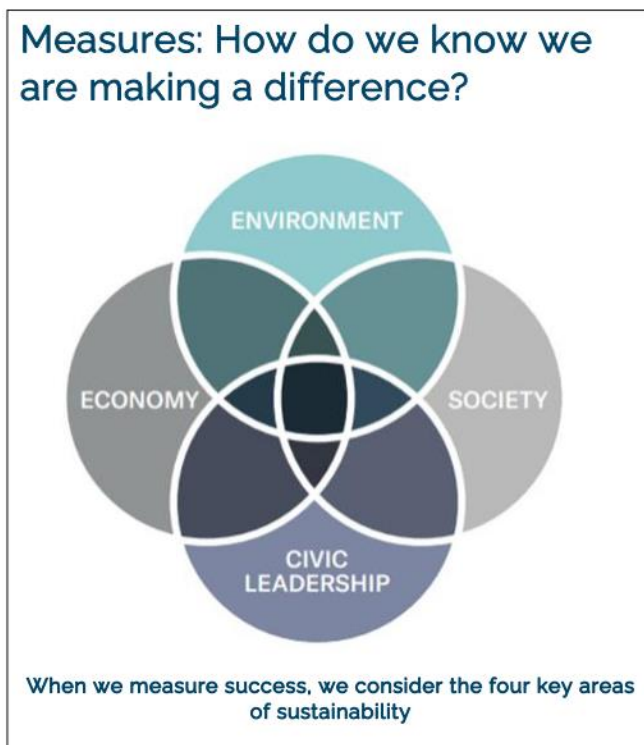 Measures: How do we know we
are making a difference?
ENVIRONMENT
ECONOMY
SOCIETY
CIVIC
LEADERSHIP
When we measure success, we consider the four key areas
of sustainability